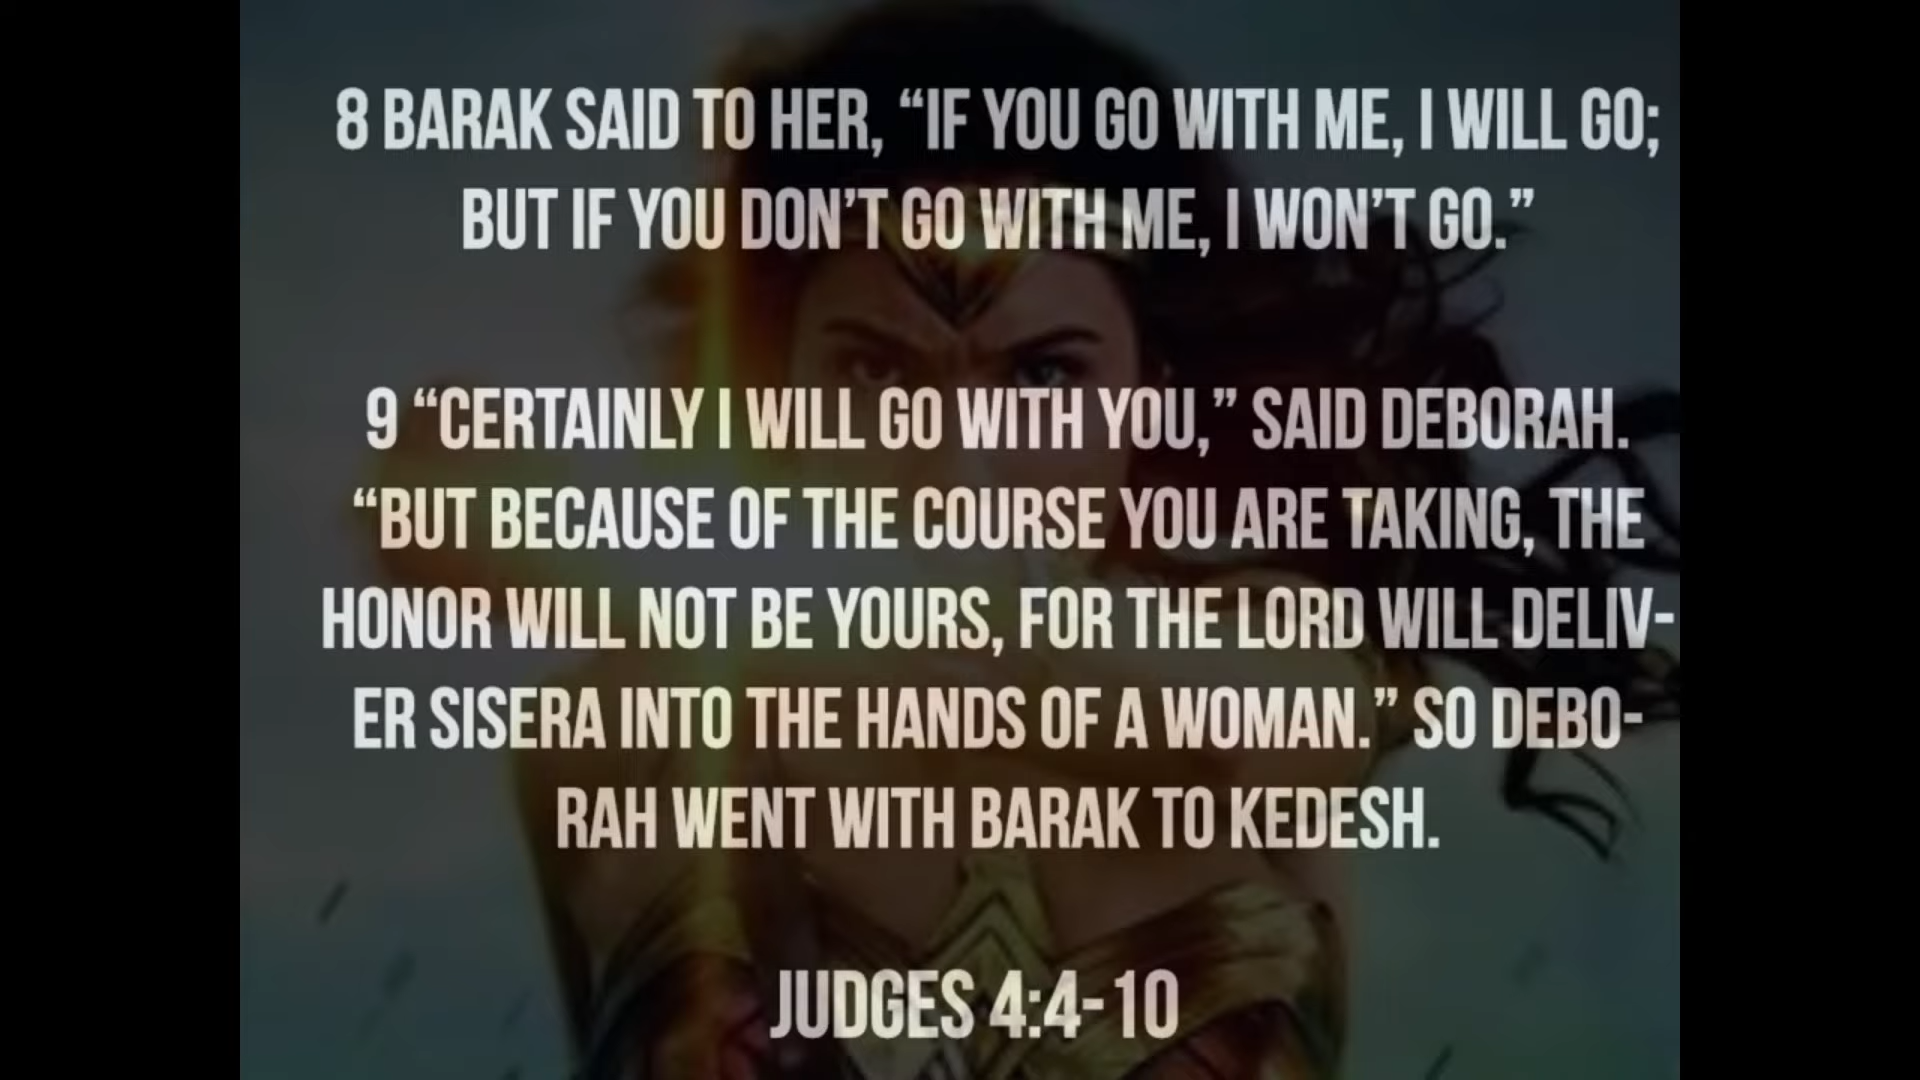 8 BARAK SAID TO HER, “IF YOU GO WITH ME, I WILL GO;
BUT IF YOU DON’T GO WITH ME, I WON’T GO.”
9 “CERTAINLY I WILL GO WITH YOU,” SAID DEBORAH.
“BUT BECAUSE OF THE COURSE YOU ARE TAKING, THE
HONOR WILL NOT BE YOURS, FOR THE LORD WILL DELIV-
ER SISERA INTO THE HANDS OF A WOMAN.” SO DEBO-
RAH WENT WITH BARAK TO KEDESH.
JUDGES 4:4-10